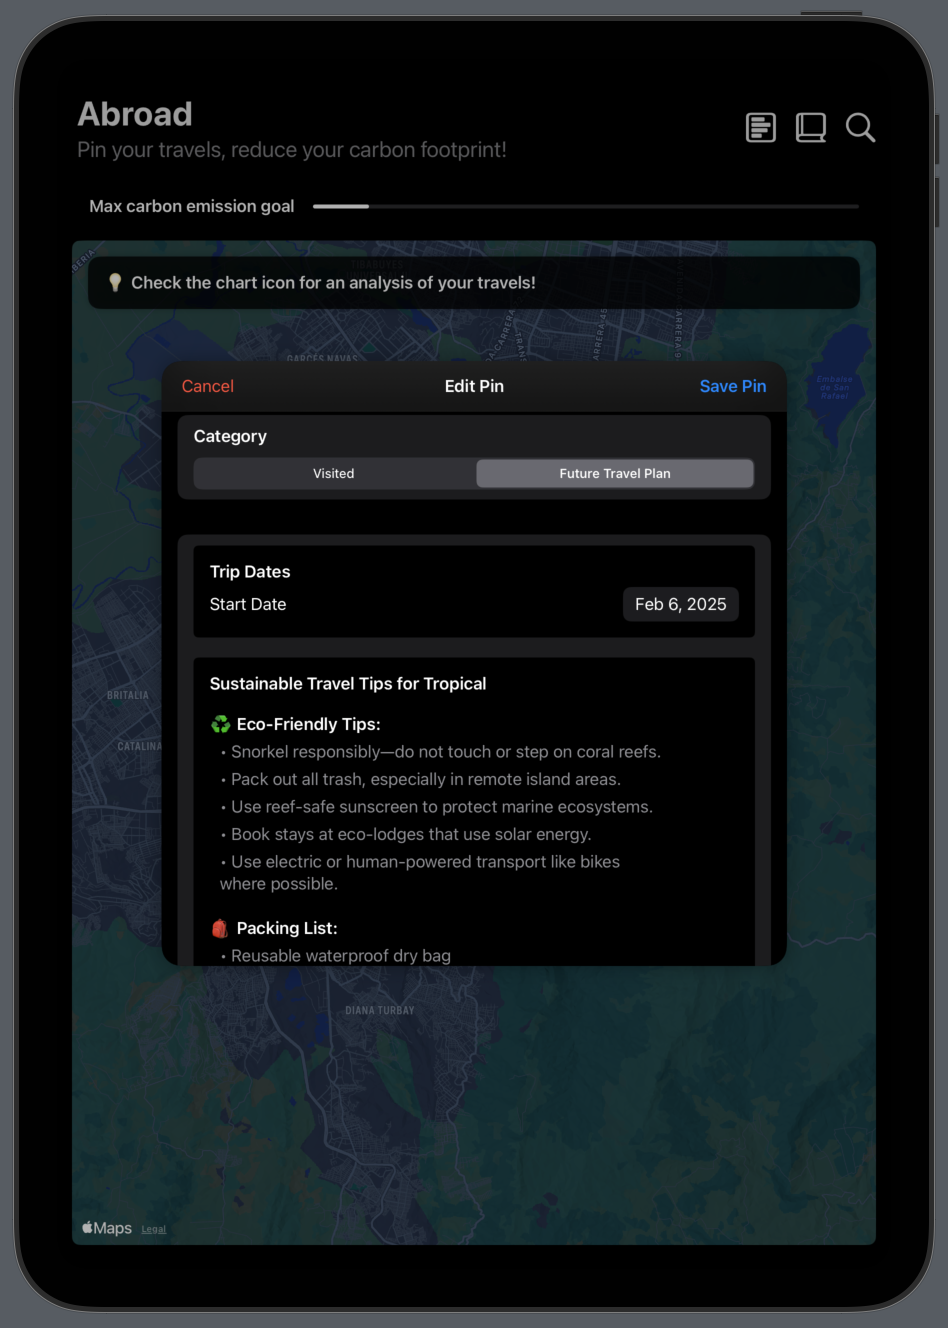 Abroad
Pin your travels, reduce your carbon footprint!
Max carbon emission goal
BERIA
💡 Check the chart icon for an analysis of your travels!
GARCES NAVAS
CARRERA
TRAN
ARRERA 45
CARRERA 9
Embalse
de San
Rafael
Cancel Edit Pin Save Pin
Category
Visited Future Travel Plan
Trip Dates
Start Date Feb 6, 2025
Sustainable Travel Tips for Tropical
♻️ Eco-Friendly Tips:
• Snorkel responsibly—do not touch or step on coral reefs.
• Pack out all trash, especially in remote island areas.
• Use reef-safe sunscreen to protect marine ecosystems.
• Book stays at eco-lodges that use solar energy.
• Use electric or human-powered transport like bikes
where possible.
🎒 Packing List:
• Reusable waterproof dry bag
BRITALIA
CATALINA
DIANA TURBAY
Maps Legal